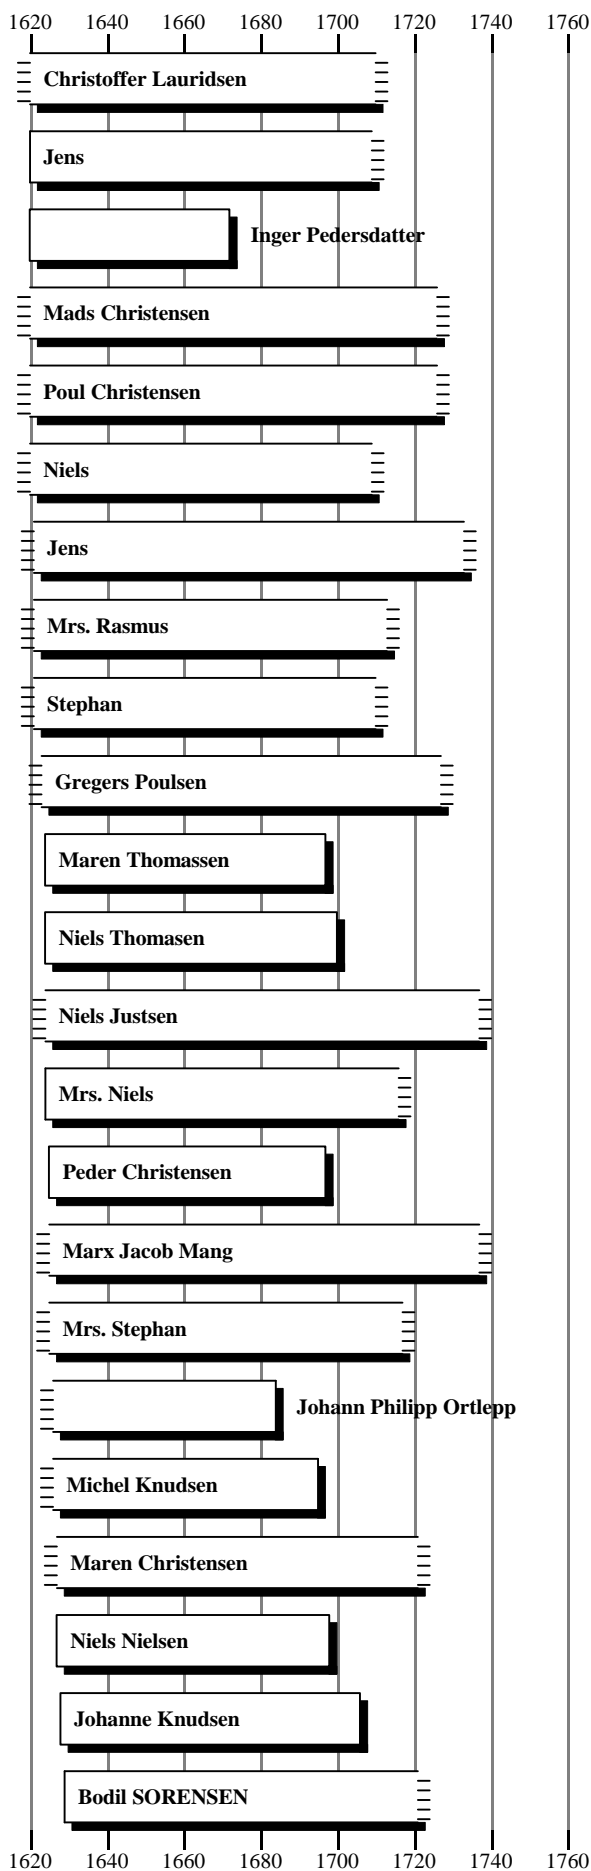 1620 1640 1660 1680 1700 1720 1740 1760
Christoffer Lauridsen
Jens
Inger Pedersdatter
Mads Christensen
Poul Christensen
Niels
Jens
Mrs. Rasmus
Stephan
Gregers Poulsen
Maren Thomassen
Niels Thomasen
Niels Justsen
Mrs. Niels
Peder Christensen
Marx Jacob Mang
Mrs. Stephan
Johann Philipp Ortlepp
Michel Knudsen
Maren Christensen
Niels Nielsen
Johanne Knudsen
Bodil SORENSEN
1620 1640 1660 1680 1700 1720 1740 1760